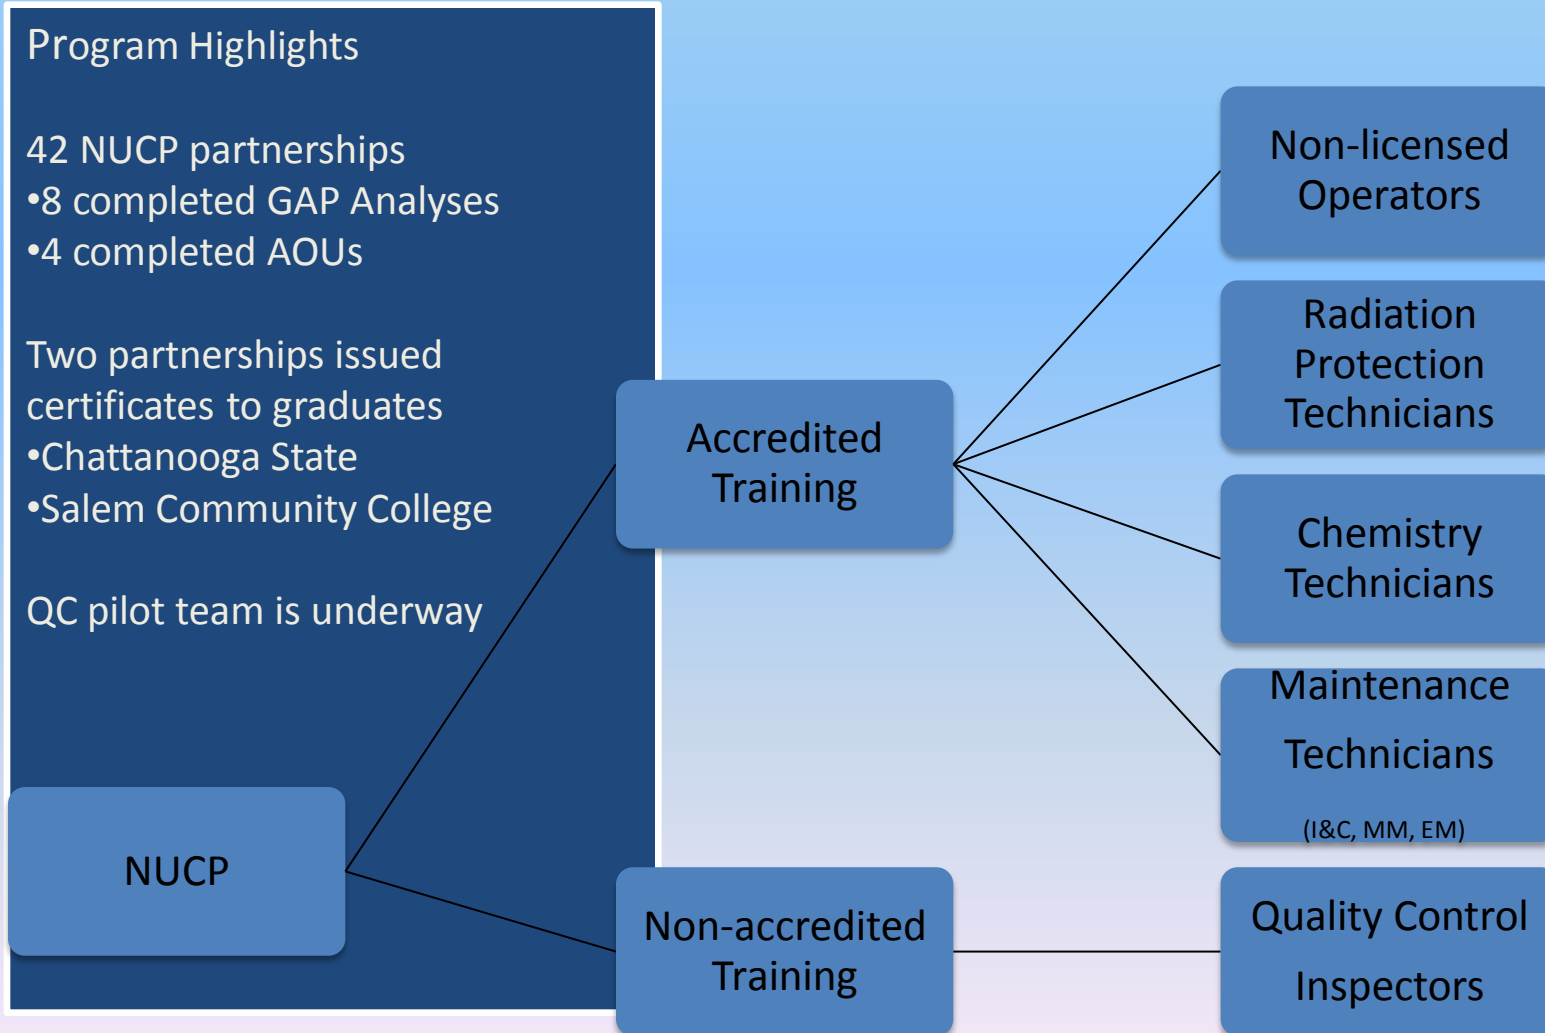 Program Highlights
42 NUCP partnerships
•8 completed GAP Analyses
•4 completed AOUs
Two partnerships issued
certificates to graduates
•Chattanooga State
•Salem Community College
QC pilot team is underway
NUCP
Accredited
Training
Non-accredited
Training
Non-licensed
Operators
Radiation
Protection
Technicians
Chemistry
Technicians
Maintenance
Technicians
(I&C, MM, EM)
Quality Control
Inspectors